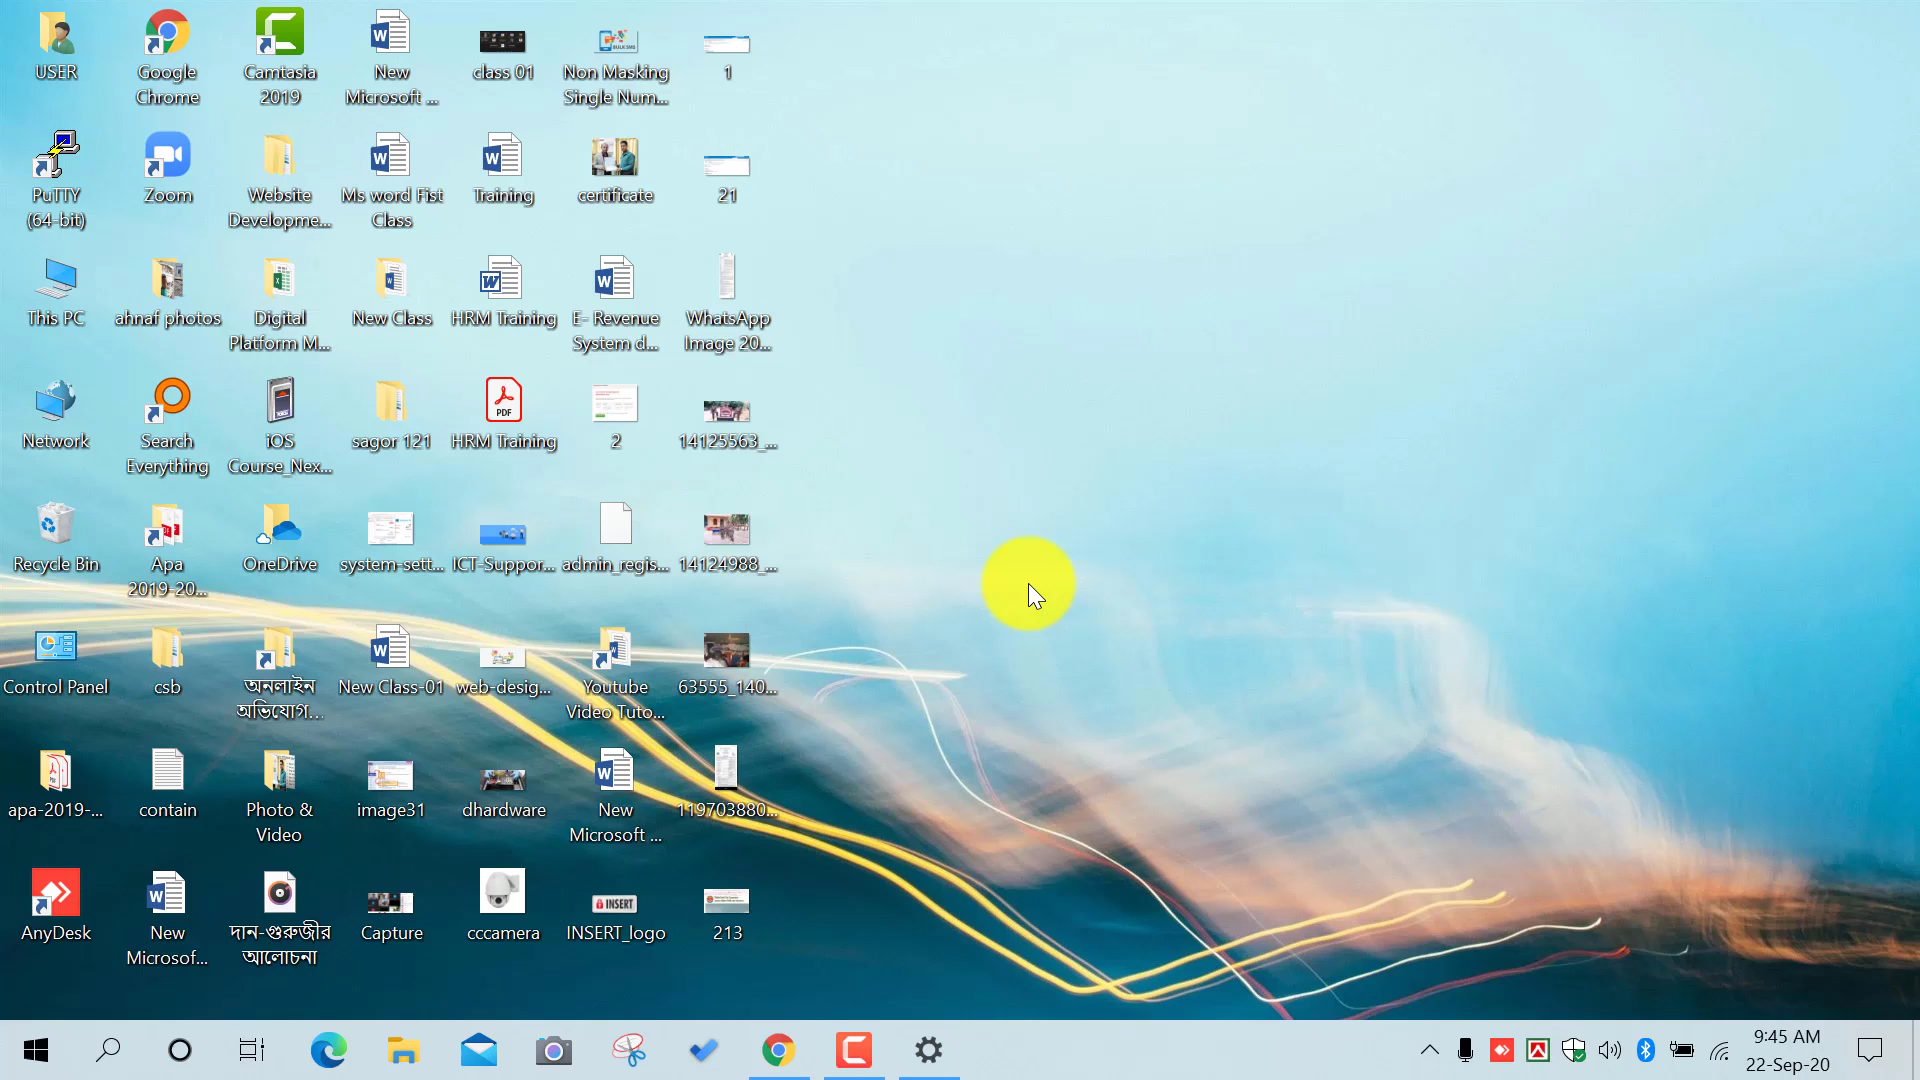 USER
Google
Chrome
Camtasia
2019
New
Microsoft ...
class 01
Non Masking
Single Num...
1
PuTTY
(64-bit)
Zoom
Website
Developme...
Ms word Fist
Class
Training
certificate
21
This PC
ahnaf photos
Digital
Platform M...
New Class
HRM Training
E- Revenue
System d...
WhatsApp
Image 20...
Network
Search
Everything
iOS
Course_Nex...
sagor 121
PDF
HRM Training
2
14125563_...
Recycle Bin
Apa
2019-20...
OneDrive
system-sett...
ICT-Suppor...
admin_regis...
14124988_...
Control Panel
csb
অনলাইন
অভিযোগ...
New Class-01
web-desig...
Youtube
Video Tuto...
63555_140...
apa-2019-...
contain
Photo &
Video
image31
dhardware
New
Microsoft ...
119703880...
AnyDesk
New
Microsof...
দান-গুরুজীর
আলোচনা
Capture
cccamera
INSERT
INSERT_logo
213
9:45 AM
22-Sep-20